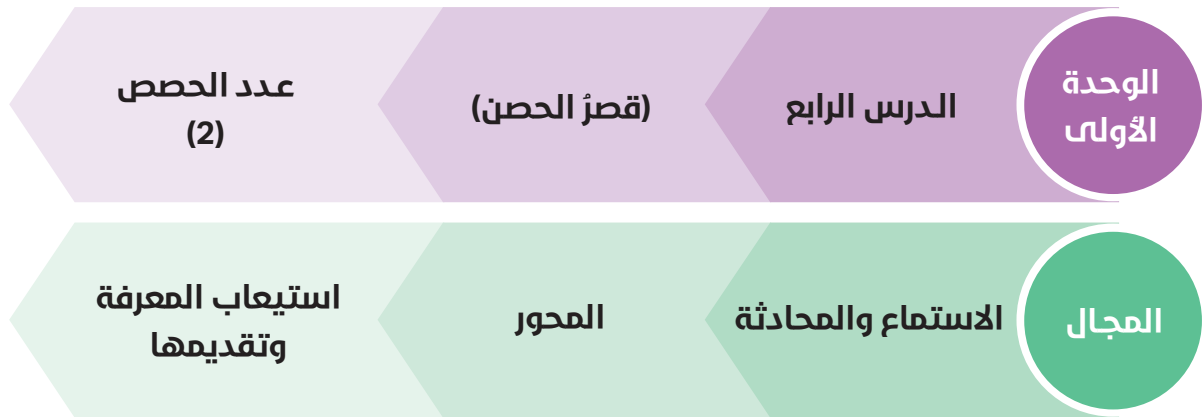 الوحدة
الأولى
الدرس الرابع
(قصرُ الحصن)
عدد الحصص
(2)
المجال
الاستماع والمحادثة
المحور
استيعاب المعرفة
وتقديمها